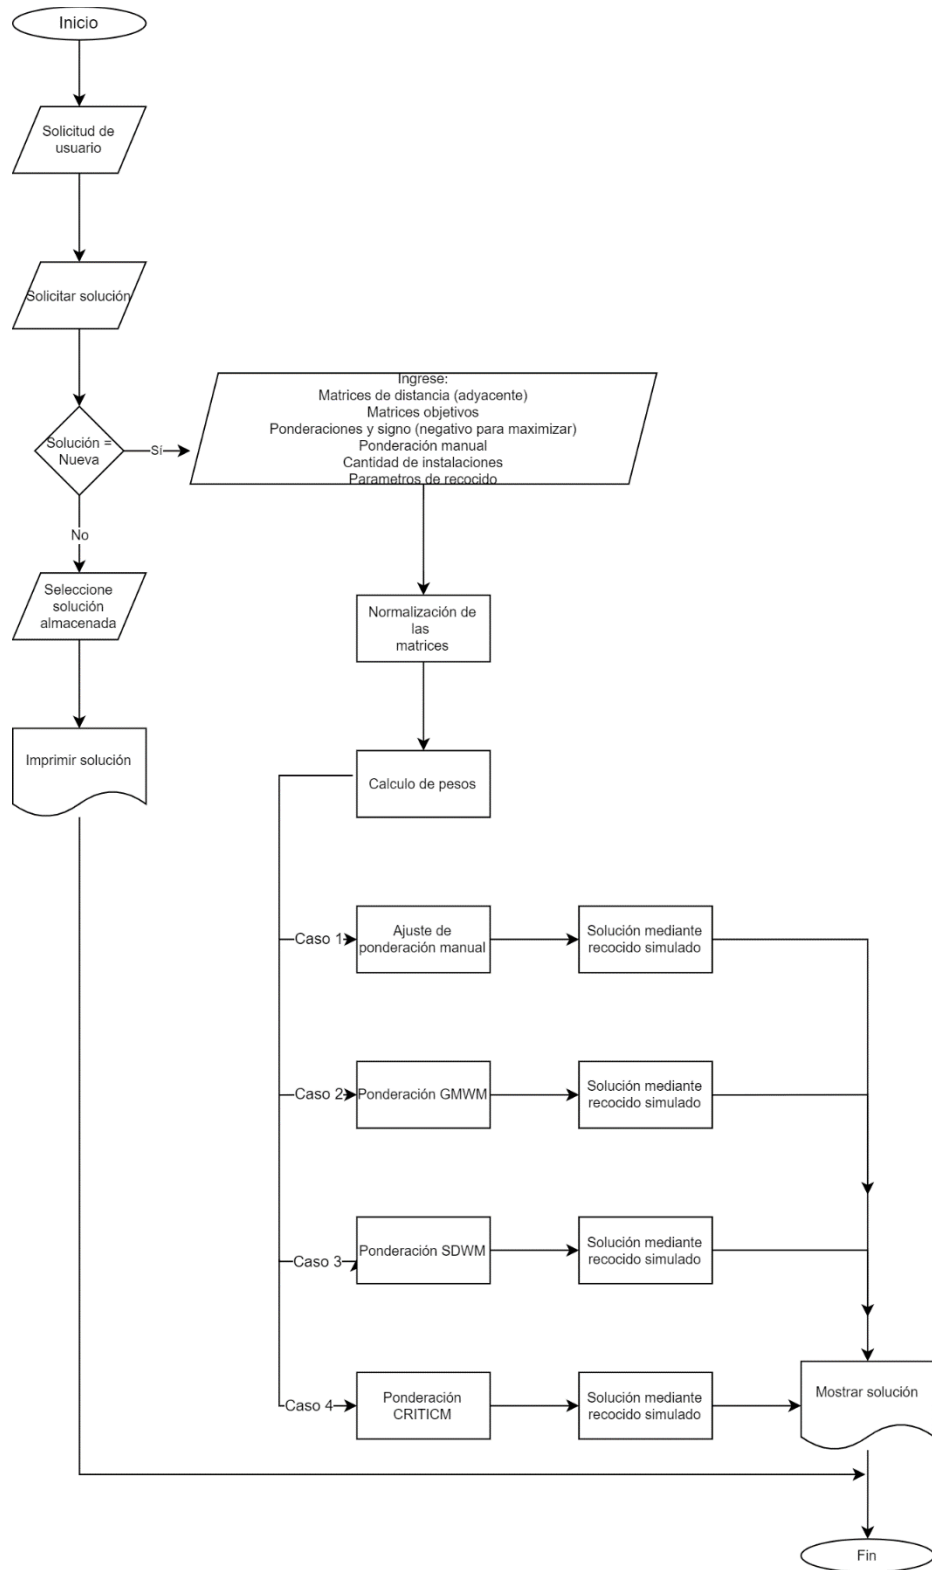 Inicio
Solicitud de
usuario
Solicitar solución
Solución =
Nueva
Sí
No
Ingrese:
Matrices de distancia (adyacente)
Matrices objetivos
Ponderaciones y signo (negativo para maximizar)
Ponderación manual
Cantidad de instalaciones
Parametros de recocido
Seleccione
solución
almacenada
Imprimir solución
Normalización de
las
matrices
Calculo de pesos
Caso 1
Ajuste de
ponderación manual
Solución mediante
recocido simulado
Caso 2
Ponderación GMWM
Solución mediante
recocido simulado
Caso 3
Ponderación SDWM
Solución mediante
recocido simulado
Caso 4
Ponderación
CRITICM
Solución mediante
recocido simulado
Mostrar solución
Fin